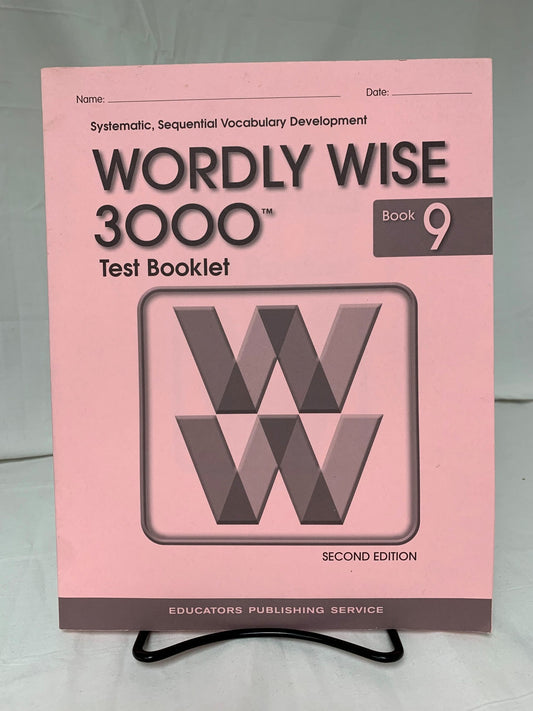 Name: Date:
Systematic, Sequential Vocabulary Development
WORDLY WISE
3000™
Book 9
Test Booklet
W
W
SECOND EDITION
EDUCATORS PUBLISHING SERVICE